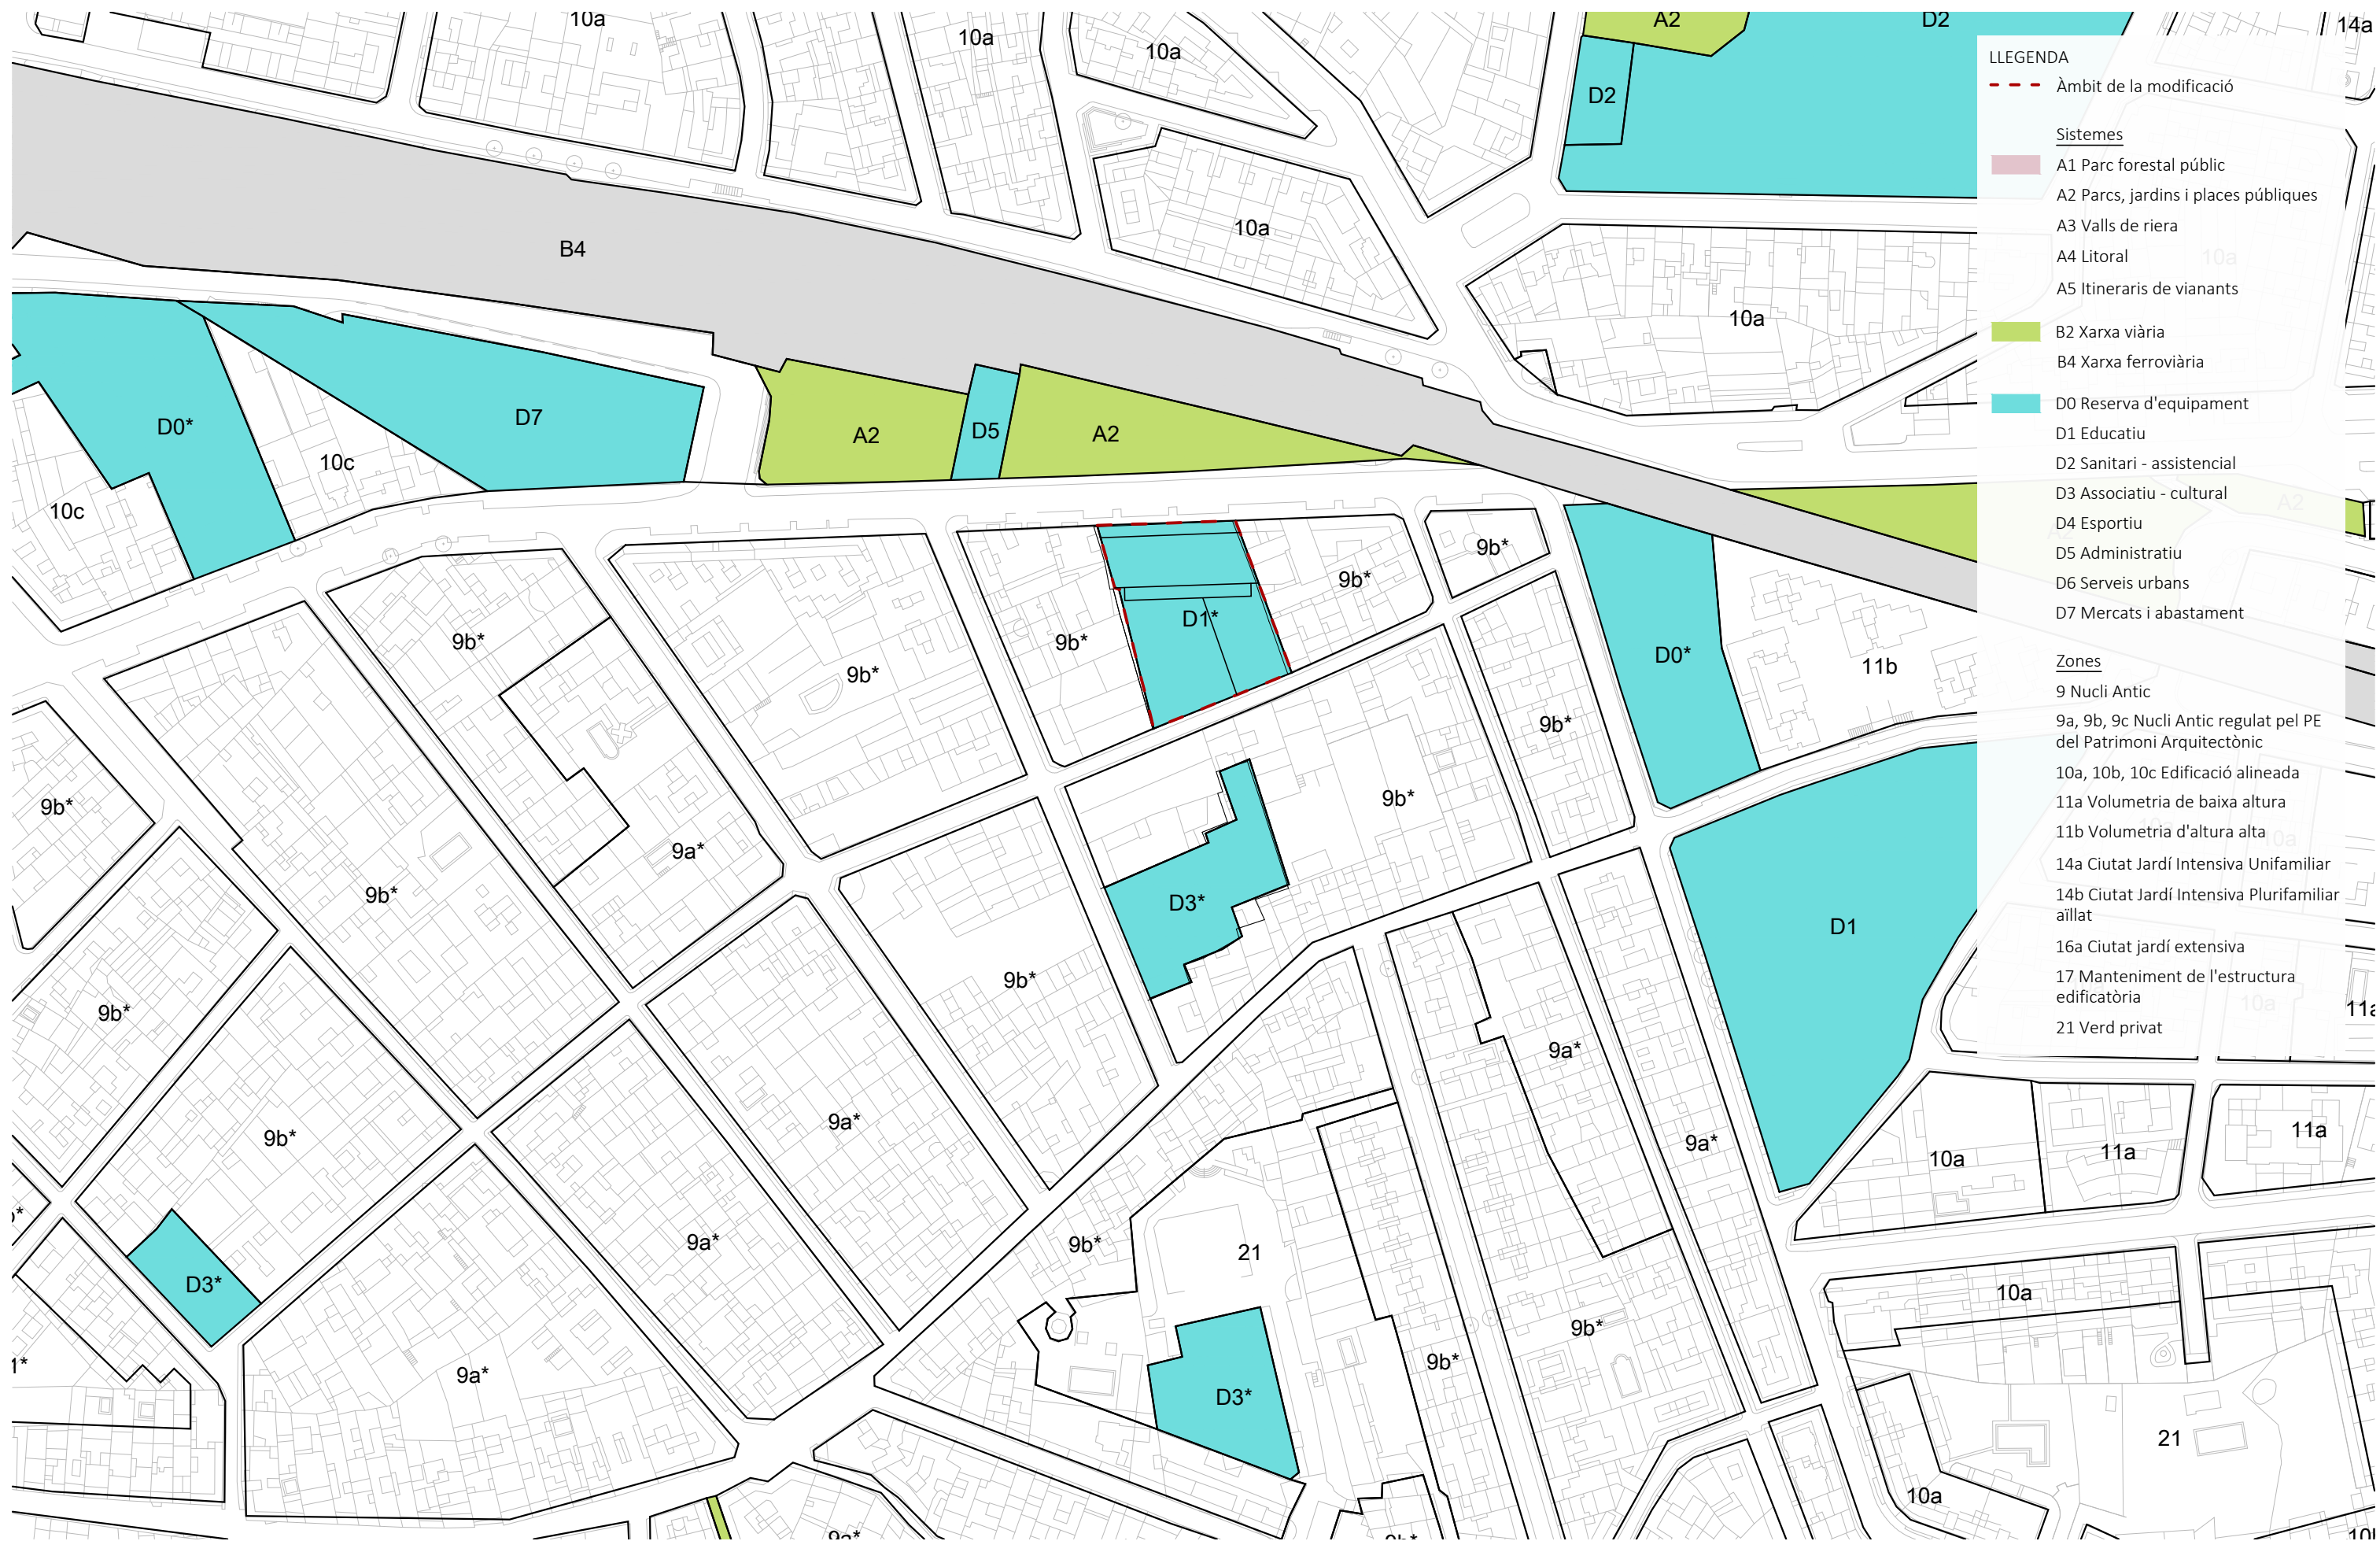 10a
10a
10a
A2
D2
14a
D2
10a
B4
10a
10a
D0*
D7
A2
D5
A2
10c
10c
A2
A2
9b*
9b*
9b*
9b*
9b*
D1*
D0*
11b
9b*
9b*
9b*
9a*
9b*
D3*
9b*
9b*
D1
9b*
10a
10a
10a
11a
9a*
9b*
9a*
9a*
10a
11a
11a
9a*
9b*
21
D3*
9a*
D3*
9b*
9b*
10a
1*
21
10a
9a*
9b*
LLEGENDA
Àmbit de la modificació
Sistemes
A1 Parc forestal públic
A2 Parcs, jardins i places públiques
A3 Valls de riera
A4 Litoral
A5 Itineraris de vianants
B2 Xarxa viària
B4 Xarxa ferroviària
D0 Reserva d'equipament
D1 Educatiu
D2 Sanitari - assistencial
D3 Associatiu - cultural
D4 Esportiu
D5 Administratiu
D6 Serveis urbans
D7 Mercats i abastament
Zones
9 Nucli Antic
9a, 9b, 9c Nucli Antic regulat pel PE
del Patrimoni Arquitectònic
10a, 10b, 10c Edificació alineada
11a Volumetria de baixa altura
11b Volumetria d'altura alta
14a Ciutat Jardí Intensiva Unifamiliar
14b Ciutat Jardí Intensiva Plurifamiliar
aïllat
16a Ciutat jardí extensiva
17 Manteniment de l'estructura
edificatòria
21 Verd privat